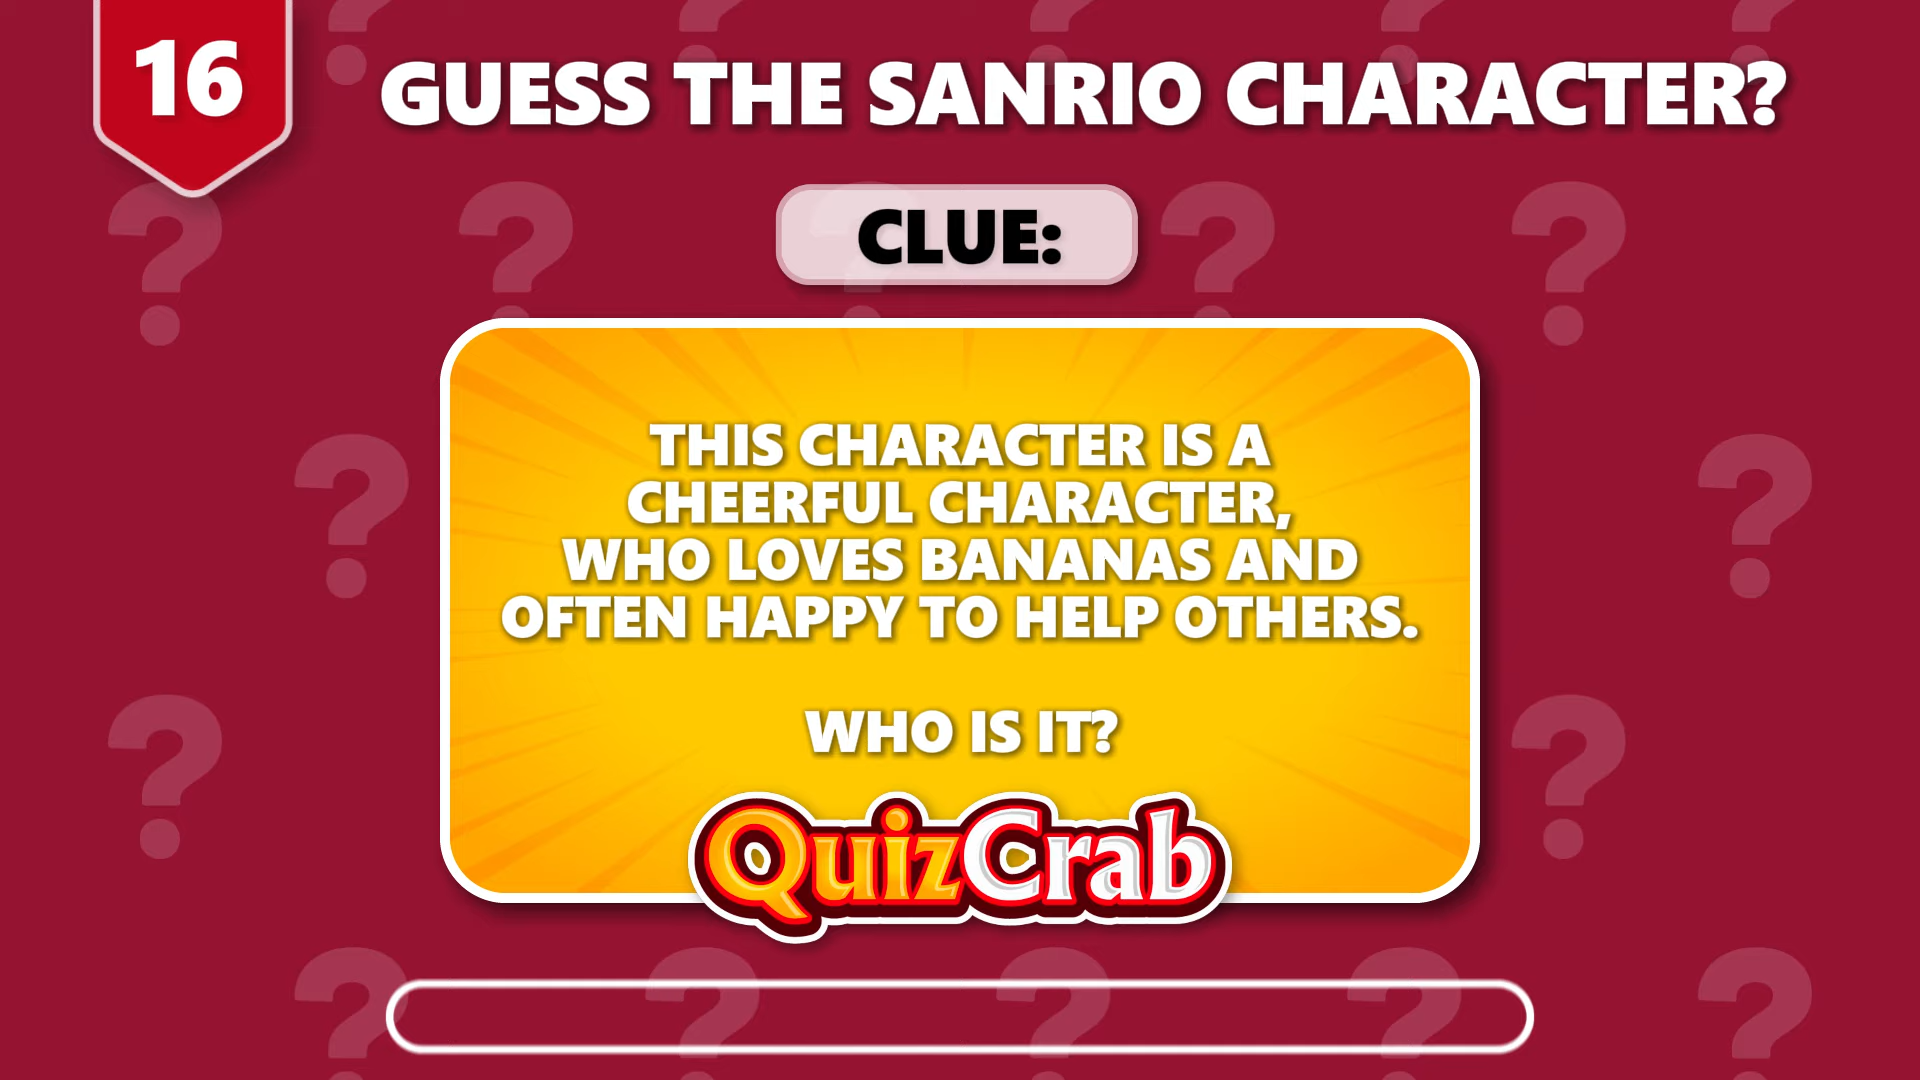 16
GUESS THE SANRIO CHARACTER?
CLUE:
THIS CHARACTER IS A
CHEERFUL CHARACTER,
WHO LOVES BANANAS AND
OFTEN HAPPY TO HELP OTHERS.
WHO IS IT?
QuizCrab